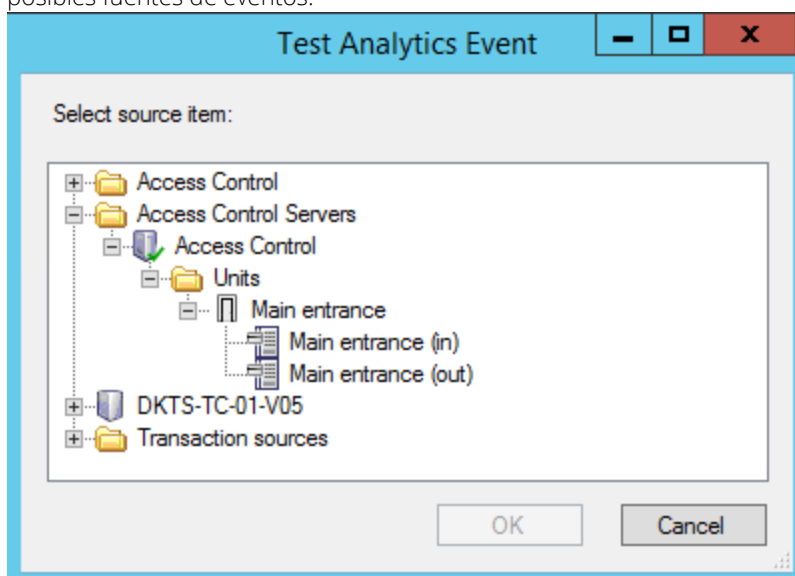 posibles fuentes de eventos.
Test Analytics Event
Select source item:
Access Control
Access Control Servers
Access Control
Units
Main entrance
Main entrance (in)
Main entrance (out)
DKTS-TC-01-V05
Transaction sources
OK Cancel